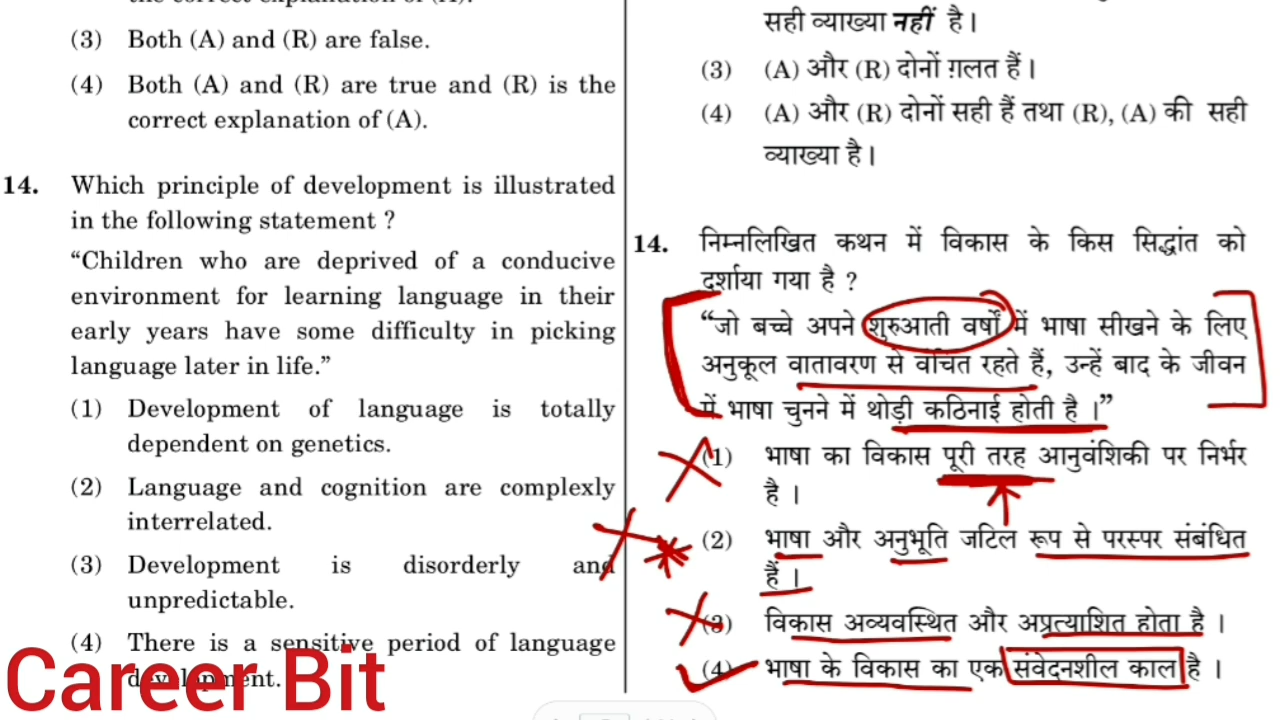 the correct explanation of (A).
(3) Both (A) and (R) are false.
(4) Both (A) and (R) are true and (R) is the
correct explanation of (A).
14. Which principle of development is illustrated
in the following statement ?
“Children who are deprived of a conducive
environment for learning language in their
early years have some difficulty in picking
language later in life.”
(1) Development of language is totally
dependent on genetics.
(2) Language and cognition are complexly
interrelated.
(3) Development is disorderly and
unpredictable.
(4) There is a sensitive period of language
development.
सही व्याख्या नहीं है।
(3) (A) और (R) दोनों ग़लत हैं।
(4) (A) और (R) दोनों सही हैं तथा (R), (A) की सही
व्याख्या है।
14. निम्नलिखित कथन में विकास के किस सिद्धांत को
दर्शाया गया है ?
“जो बच्चे अपने शुरुआती वर्षों में भाषा सीखने के लिए
अनुकूल वातावरण से वंचित रहते हैं, उन्हें बाद के जीवन
में भाषा चुनने में थोड़ी कठिनाई होती है।”
(1) भाषा का विकास पूरी तरह आनुवंशिकी पर निर्भर
है।
(2) भाषा और अनुभूति जटिल रूप से परस्पर संबंधित
हैं।
(3) विकास अव्यवस्थित और अप्रत्याशित होता है।
(4) भाषा के विकास का एक संवेदनशील काल है।
Career Bit